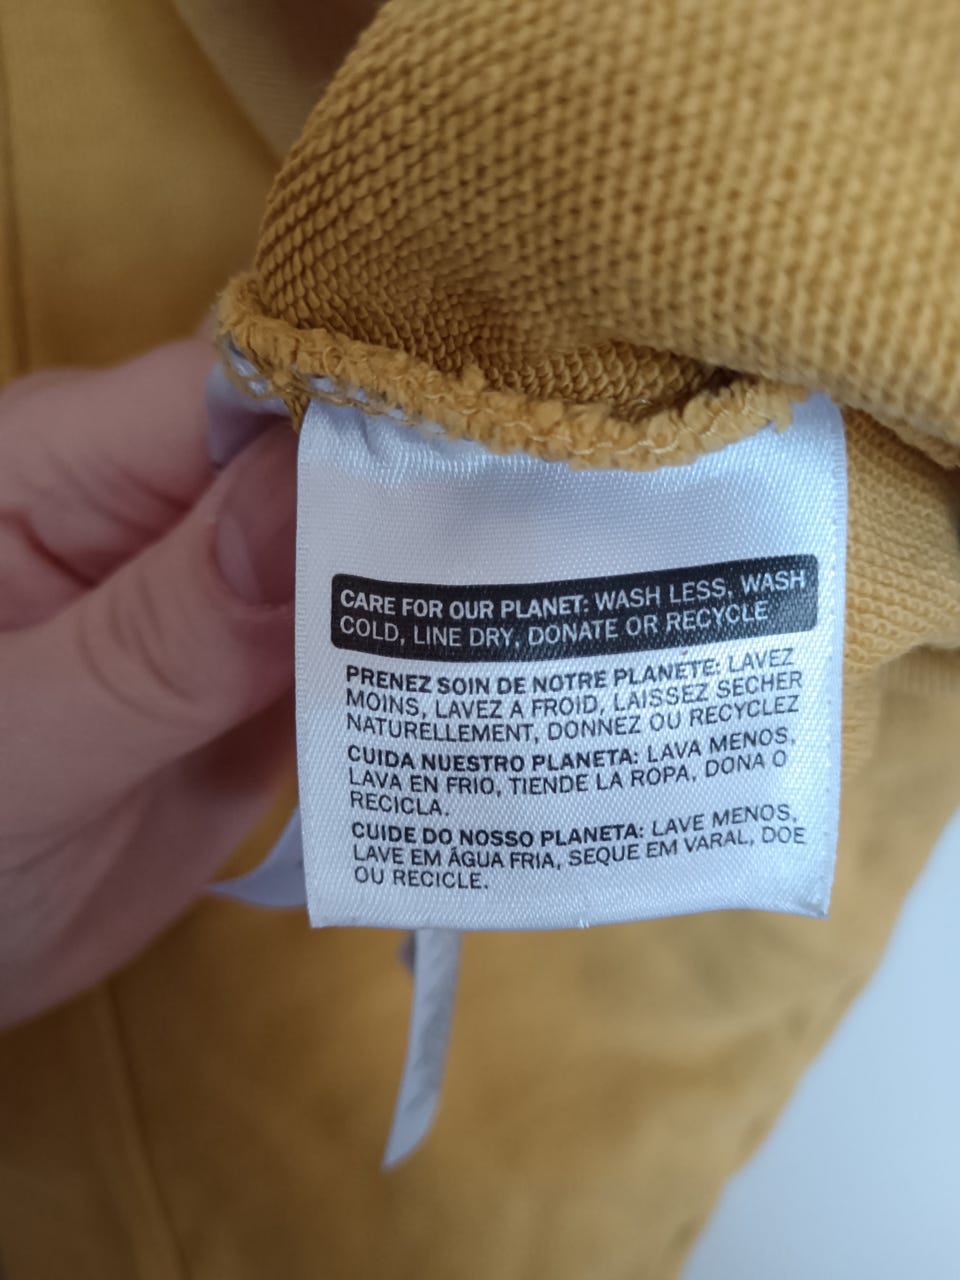 CARE FOR OUR PLANET: WASH LESS, WASH
COLD, LINE DRY, DONATE OR RECYCLE
PRENEZ SOIN DE NOTRE PLANÈTE: LAVEZ
MOINS, LAVEZ A FROID, LAISSEZ SECHER
NATURELLEMENT, DONNEZ OU RECYCLEZ
CUIDA NUESTRO PLANETA: LAVA MENOS,
LAVA EN FRIO, TIENDE LA ROPA, DONA O
RECICLA.
CUIDE DO NOSSO PLANETA: LAVE MENOS,
LAVE EM ÁGUA FRIA, SEQUE EM VARAL, DOE
OU RECICLE.